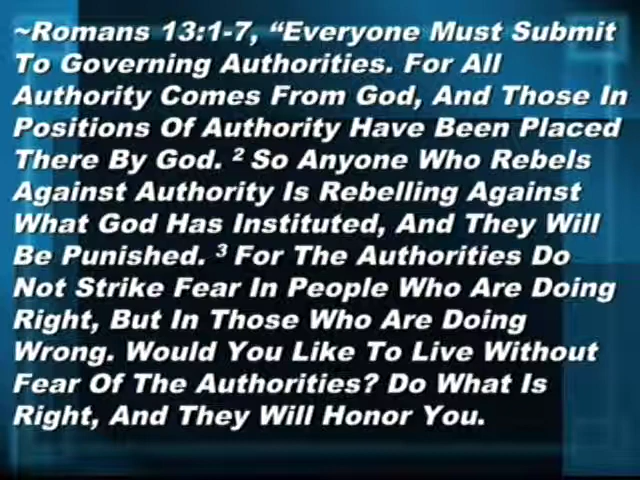 ~Romans 13:1-7, “Everyone Must Submit
To Governing Authorities. For All
Authority Comes From God, And Those In
Positions Of Authority Have Been Placed
There By God. ² So Anyone Who Rebels
Against Authority Is Rebelling Against
What God Has Instituted, And They Will
Be Punished. ³ For The Authorities Do
Not Strike Fear In People Who Are Doing
Right, But In Those Who Are Doing
Wrong. Would You Like To Live Without
Fear Of The Authorities? Do What Is
Right, And They Will Honor You.